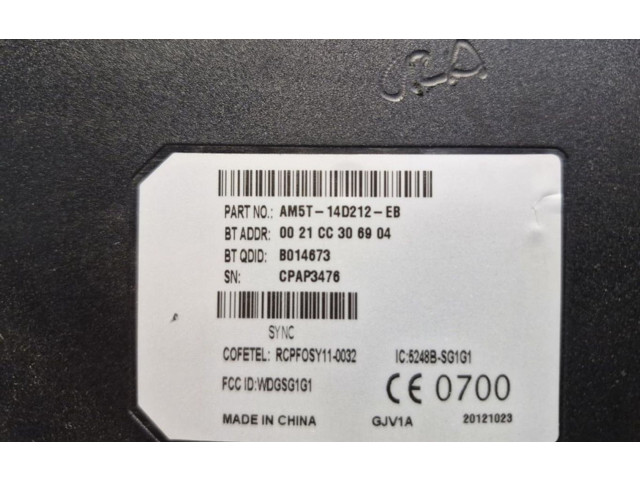 PART NO.: AM5T-14D212-EB
BT ADDR: 00 21 CC 30 69 04
BT QDID: B014673
SN: CPAP3476
SYNC
COFETEL: RCPFOSY11-0032 IC:5248B-SG1G1
FCC ID:WDGSG1G1 CE 0700
MADE IN CHINA GJV1A 20121023